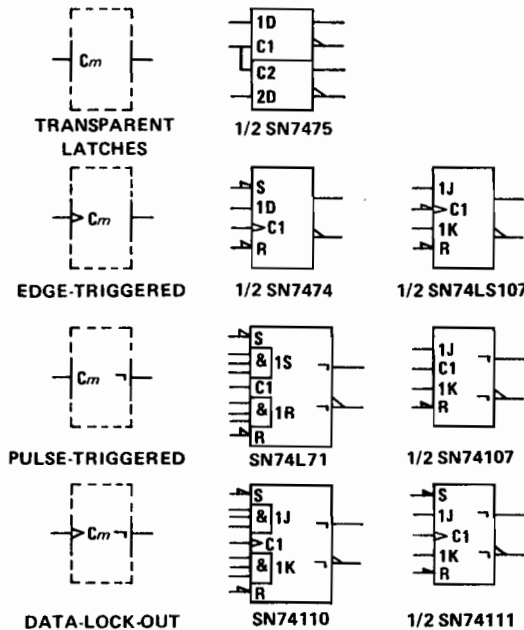 Cm
1D
C1
C2
2D
TRANSPARENT
LATCHES
1/2 SN7475
Cm
S
1D
C1
R
1J
C1
1K
R
EDGE-TRIGGERED
1/2 SN7474
1/2 SN74LS107
Cm ¬
S
& 1S ¬
C1
& 1R ¬
R
1J ¬
C1
1K ¬
R
PULSE-TRIGGERED
SN74L71
1/2 SN74107
Cm ¬
S
& 1J ¬
C1
& 1K ¬
R
S
1J ¬
C1
1K ¬
R
DATA-LOCK-OUT
SN74110
1/2 SN74111